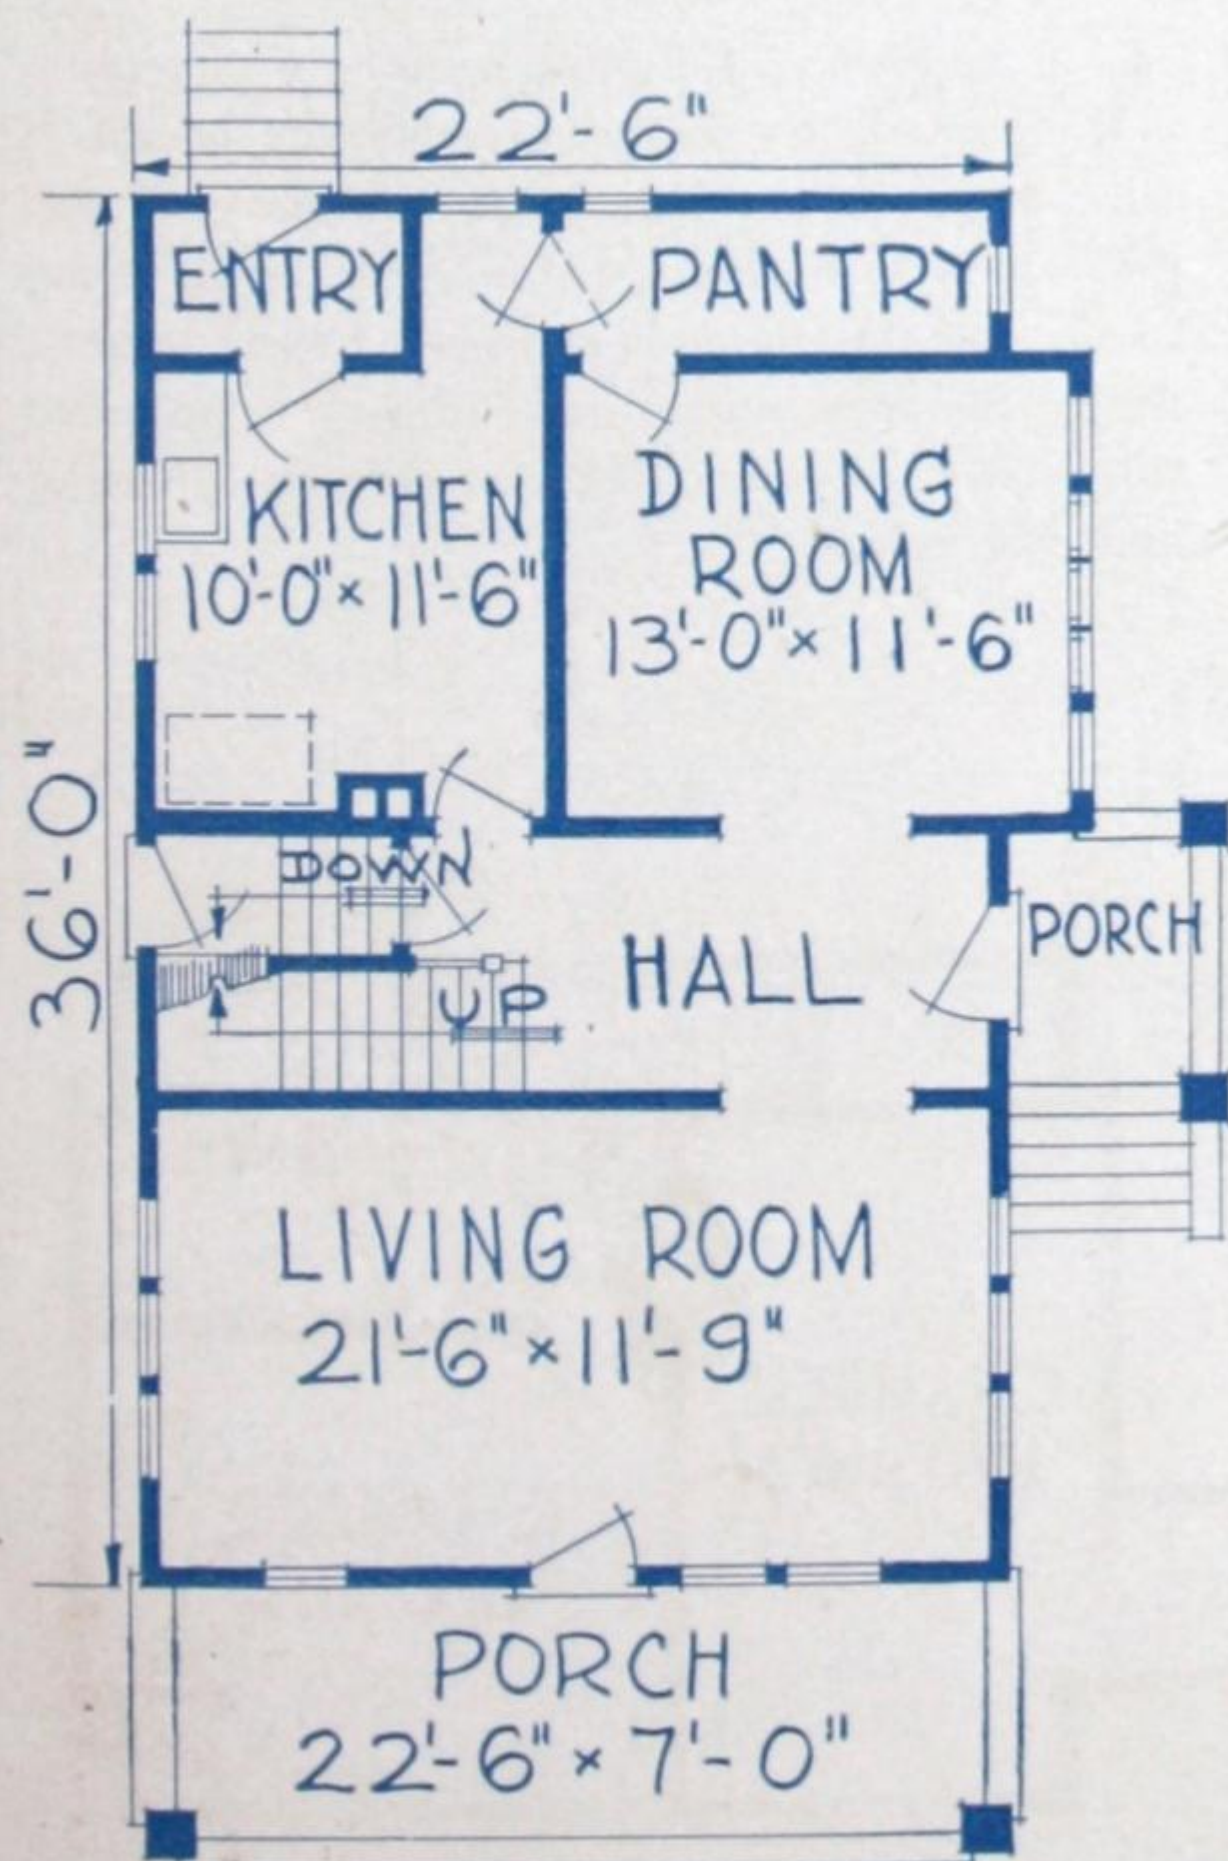 22'-6"
ENTRY
PANTRY
KITCHEN
10'-0" × 11'-6"
DINING
ROOM
13'-0" × 11'-6"
36'-0"
DOWN
UP
HALL
PORCH
LIVING ROOM
21'-6" × 11'-9"
PORCH
22'-6" × 7'-0"